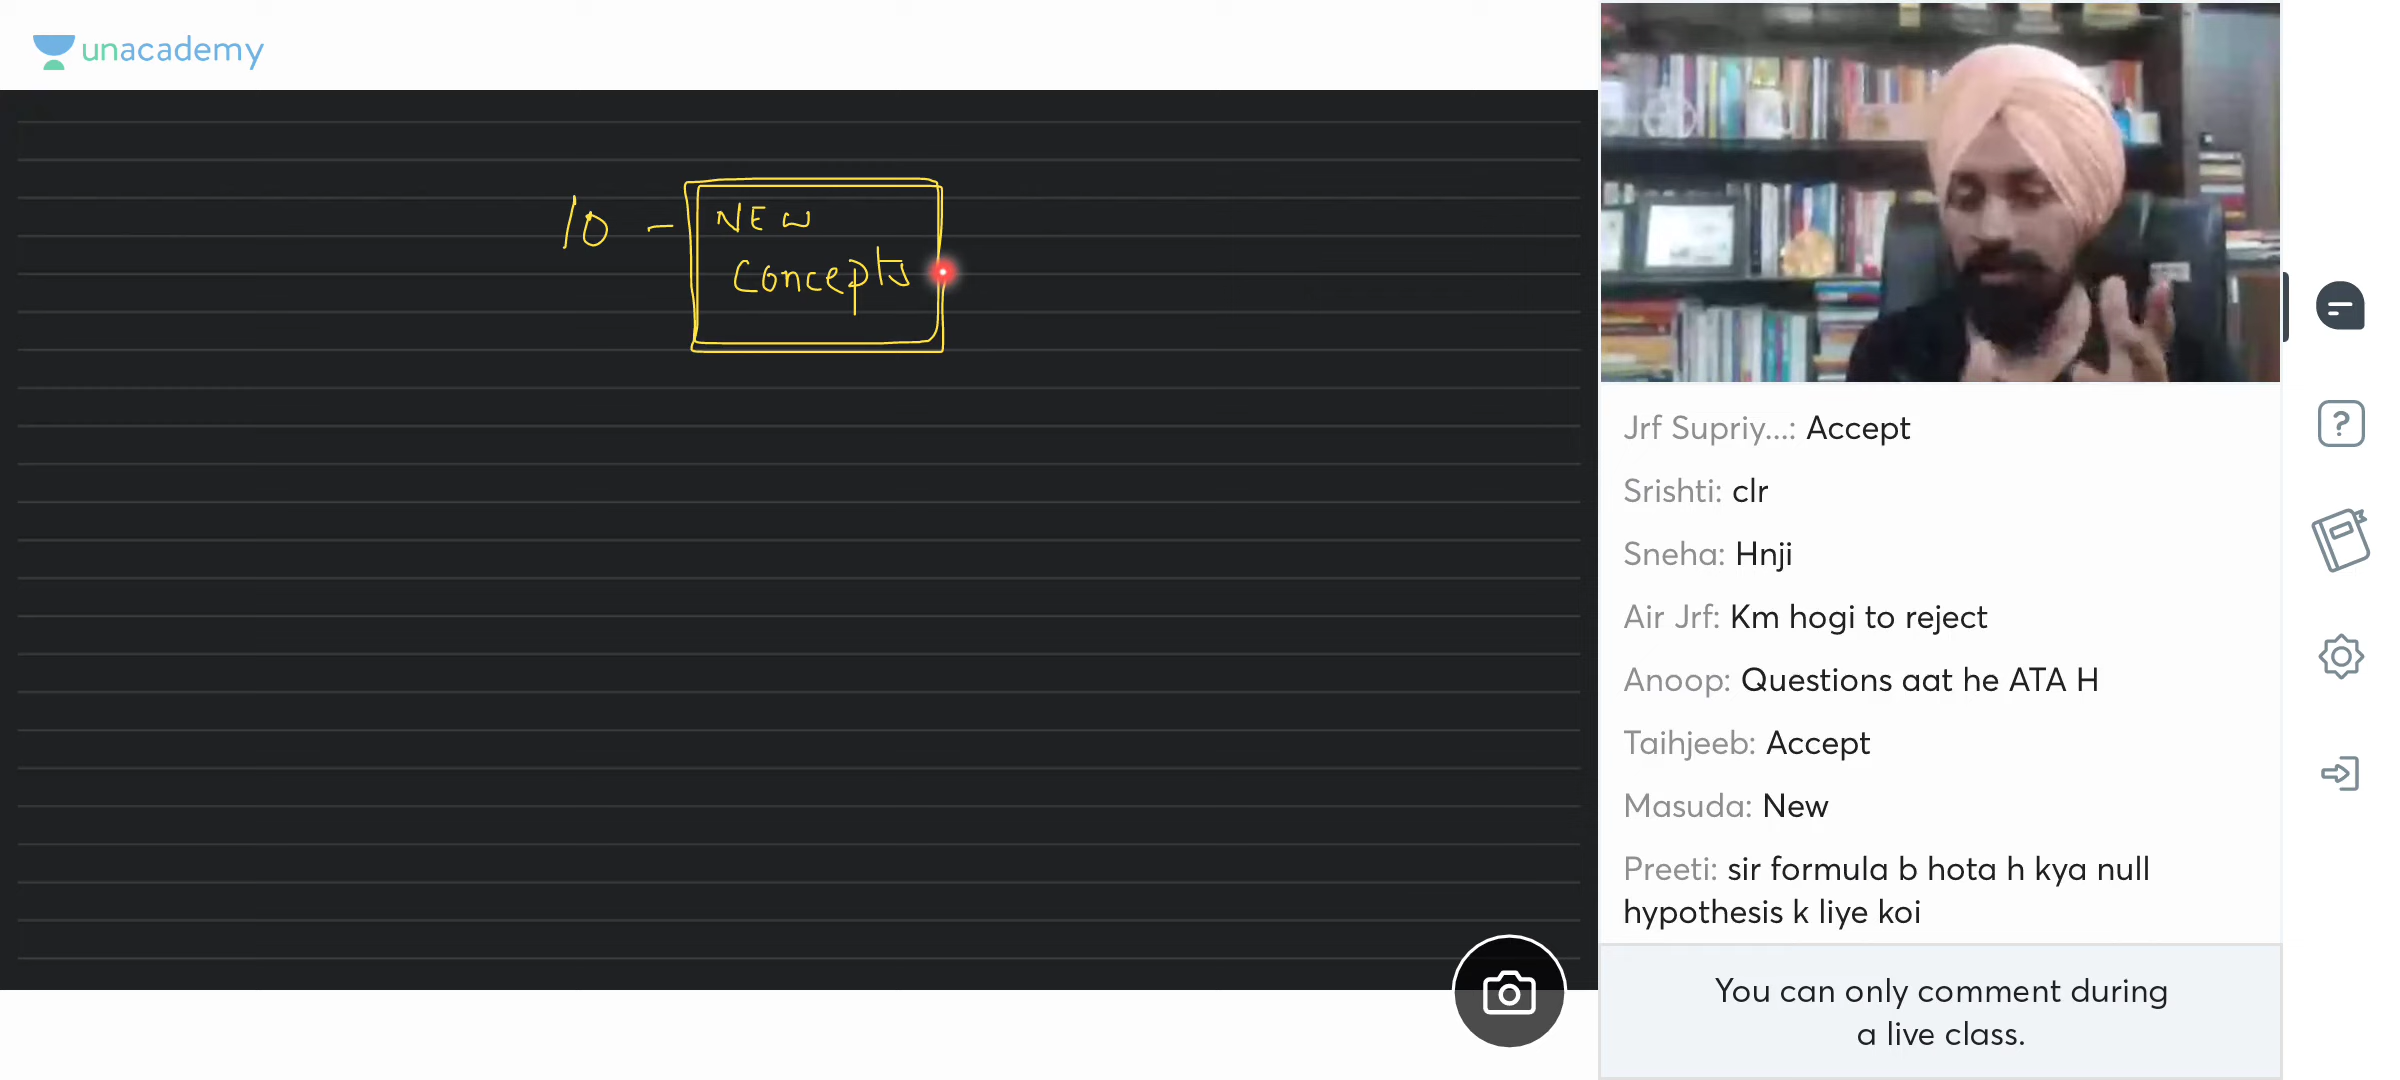 unacademy
10 - NEW
Concepts
Jrf Supriy...: Accept
Srishti: clr
Sneha: Hnji
Air Jrf: Km hogi to reject
Anoop: Questions aat he ATA H
Taihjeeb: Accept
Masuda: New
Preeti: sir formula b hota h kya null
hypothesis k liye koi
You can only comment during
a live class.